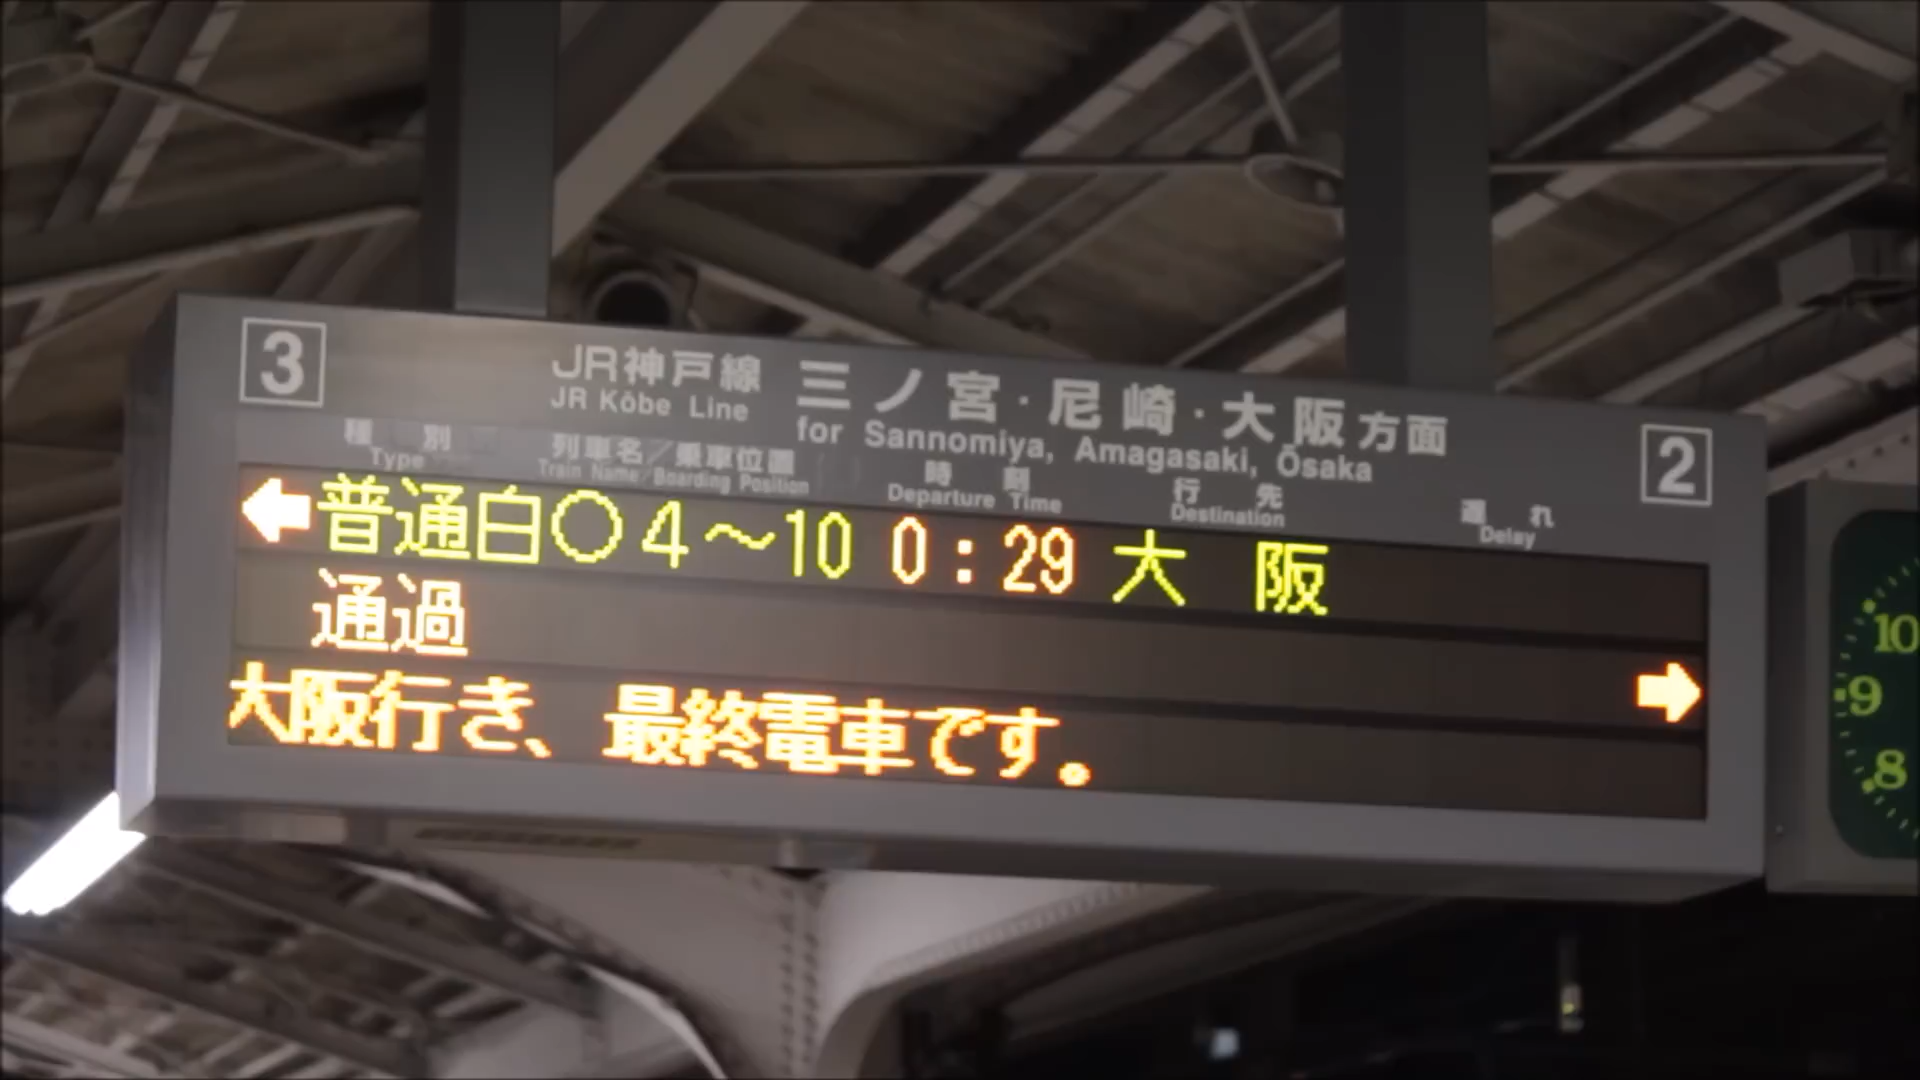 3 JR神戸線 三ノ宮・尼崎・大阪方面 2
JR Kōbe Line for Sannomiya, Amagasaki, Ōsaka
種別 列車名／乗車位置 時刻 行先 遅れ
Type Train Name/Boarding Position Departure Time Destination Delay
←普通白○4～10 0:29 大阪
通過 →
大阪行き、最終電車です。
10
9
8